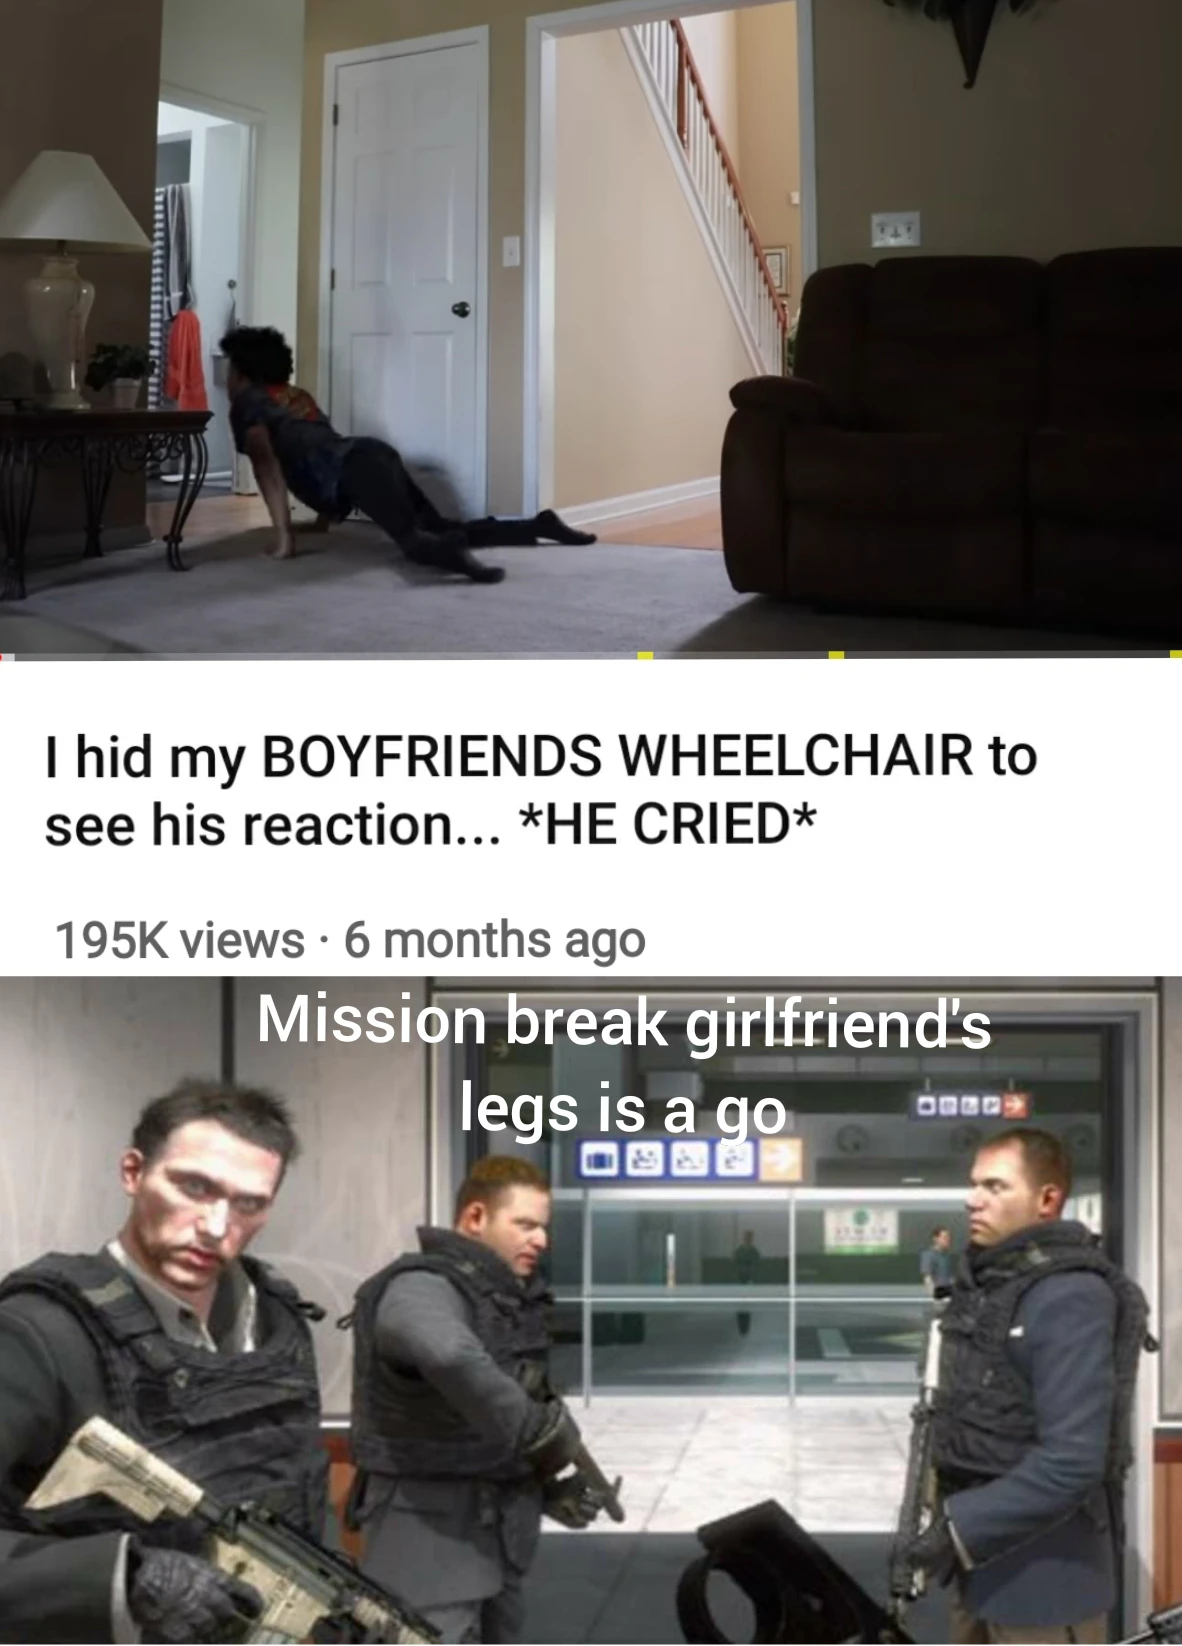 I hid my BOYFRIENDS WHEELCHAIR to
see his reaction... *HE CRIED*
195K views · 6 months ago
Mission break girlfriend's
legs is a go